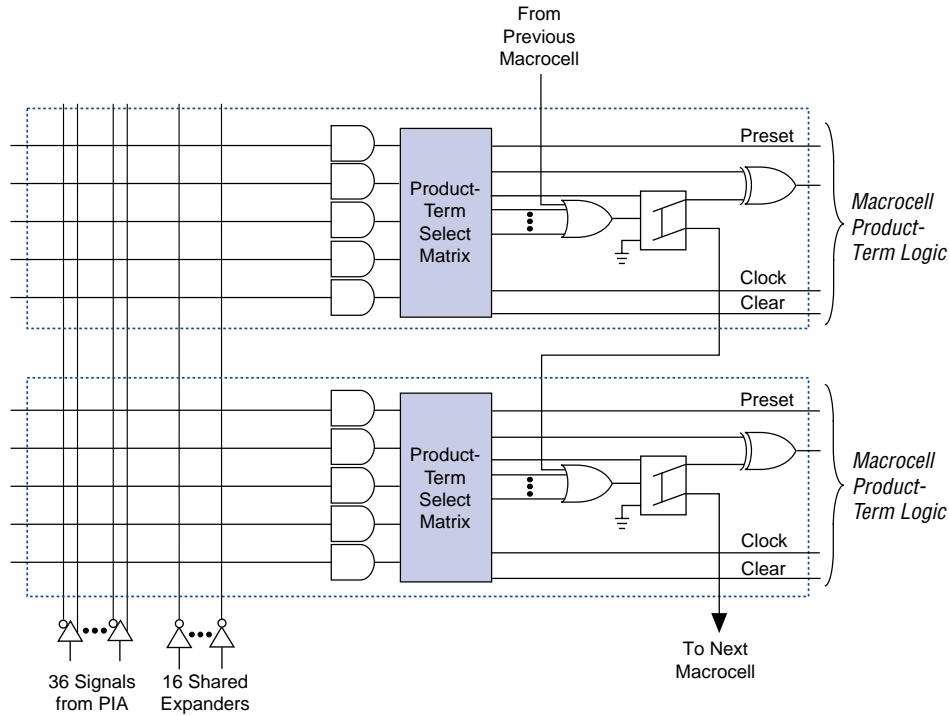 From
Previous
Macrocell
Preset
Product-
Term
Select
Matrix
Macrocell
Product-
Term Logic
Clock
Clear
Preset
Product-
Term
Select
Matrix
Macrocell
Product-
Term Logic
Clock
Clear
36 Signals
from PIA
16 Shared
Expanders
To Next
Macrocell